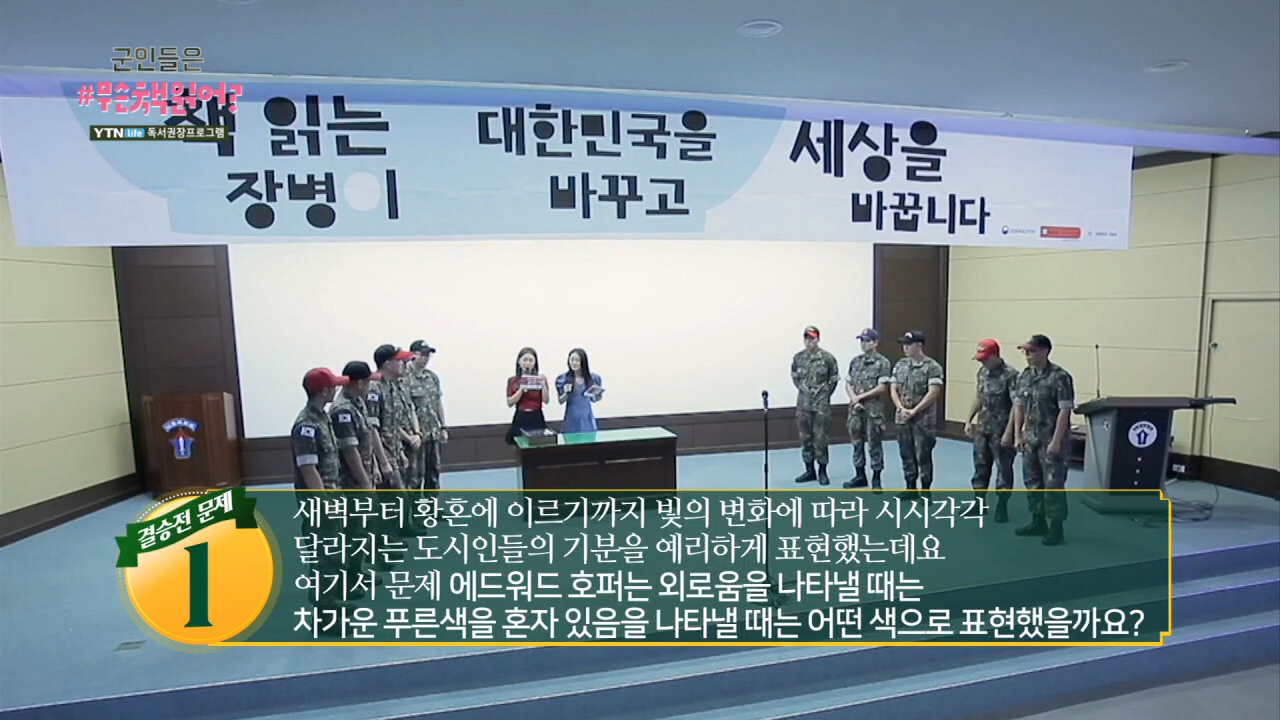 군인들은
#무슨책읽어?
YTN life 독서권장프로그램
책 읽는
장병이
대한민국을
바꾸고
세상을
바꿉니다
결승전 문제
1
새벽부터 황혼에 이르기까지 빛의 변화에 따라 시시각각
달라지는 도시인들의 기분을 예리하게 표현했는데요
여기서 문제 에드워드 호퍼는 외로움을 나타낼 때는
차가운 푸른색을 혼자 있음을 나타낼 때는 어떤 색으로 표현했을까요?